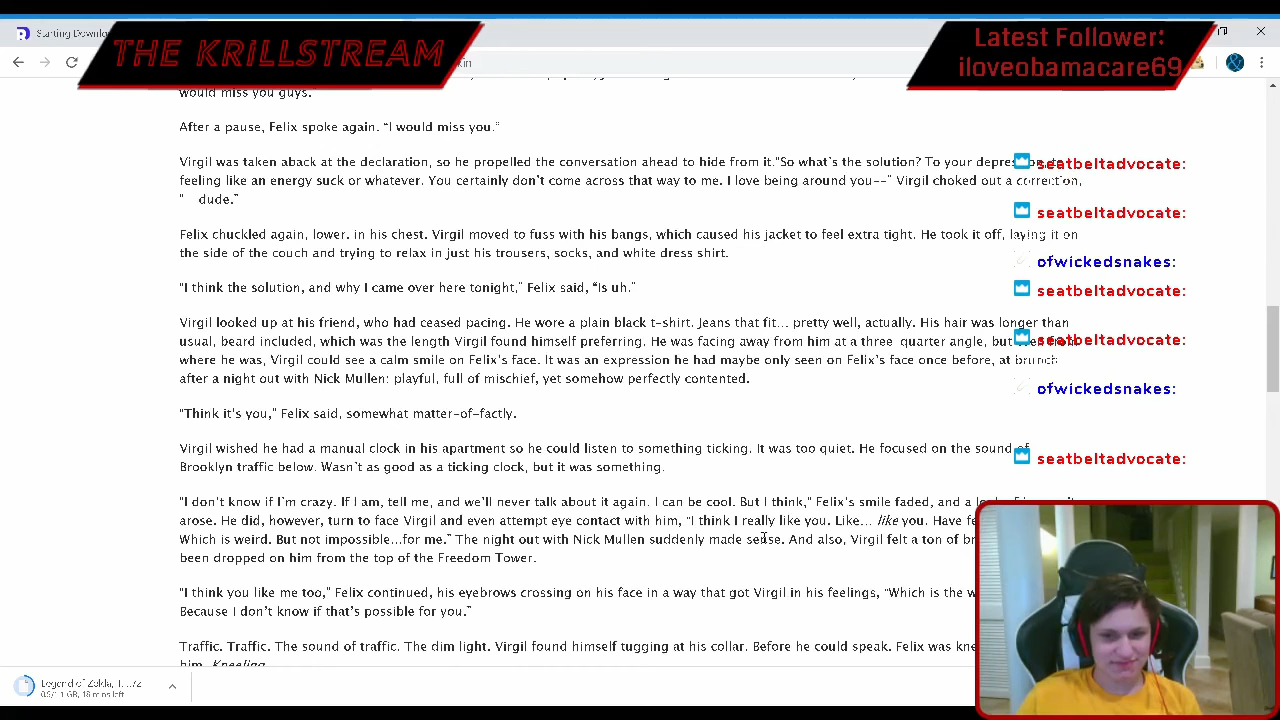 Starting Downlo
THE KRILLSTREAM
Latest Follower:
iloveobamacare69
would miss you guys.
After a pause, Felix spoke again. “I would miss you.”
Virgil was taken aback at the declaration, so he propelled the conversation ahead to hide from it."So what’s the solution? To your
feeling like an energy suck or whatever. You certainly don’t come across that way to me. I love being around you--” Virgil choked out a correction,
dude.”
Felix chuckled again, lower. in his chest. Virgil moved to fuss with his bangs, which caused his jacket to feel extra tight. He took it off, laying it on
the side of the couch and trying to relax in just his trousers, socks, and white dress shirt.
“I think the solution, and why I came over here tonight,” Felix said, “Is uh.”
Virgil looked up at his friend, who had ceased pacing. He wore a plain black t-shirt. Jeans that fit... pretty well, actually. His hair was longer than
usual, beard included, which was the length Virgil found himself preferring. He was facing away from him at a three-quarter angle, but
where he was, Virgil could see a calm smile on Felix’s face. It was an expression he had maybe only seen on Felix’s face once before, at brunch
after a night out with Nick Mullen: playful, full of mischief, yet somehow perfectly contented.
“Think it’s you,” Felix said, somewhat matter-of-factly.
Virgil wished he had a manual clock in his apartment so he could listen to something ticking. It was too quiet. He focused on the sound of
Brooklyn traffic below. Wasn’t as good as a ticking clock, but it was something.
“I don’t know if I’m crazy. If I am, tell me, and we’ll never talk about it again. I can be cool. But I think,” Felix’s smile faded, and a
arose. He did, however, turn to face Virgil and even attempt eye contact with him, “I think I really like you. Like... like you. Have
Which is weird. But not impossible...for me.” The night out with Nick Mullen suddenly made sense. And also, Virgil felt a ton of
been dropped on him from the top of the Freedom Tower.
“I think you like me too,” Felix continued, his eyebrows crossing on his face in a way that got Virgil in his feelings, “Which is the
Because I don’t know if that’s possible for you.”
Traffic. Traffic. The sound of traffic. The dim light. Virgil found himself tugging at his collar. Before he could speak. Felix was
him. Kneeling
seatbeltadvocate:
seatbeltadvocate:
ofwickedsnakes:
seatbeltadvocate:
seatbeltadvocate:
ofwickedsnakes:
seatbeltadvocate:
Legend of Zelda, 18 mins left